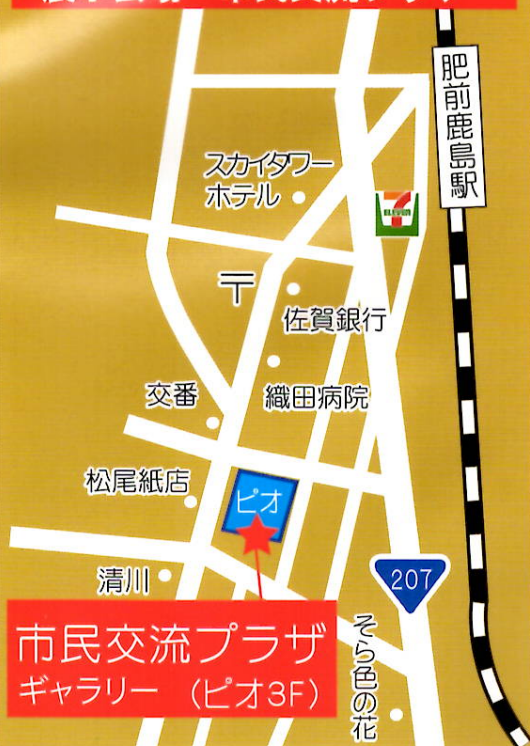 肥前鹿島駅
スカイタワー
ホテル
7
ELEVEN
〒
佐賀銀行
交番
織田病院
松尾紙店
ピオ
清川
207
市民交流プラザ
ギャラリー (ピオ3F)
そら色の花